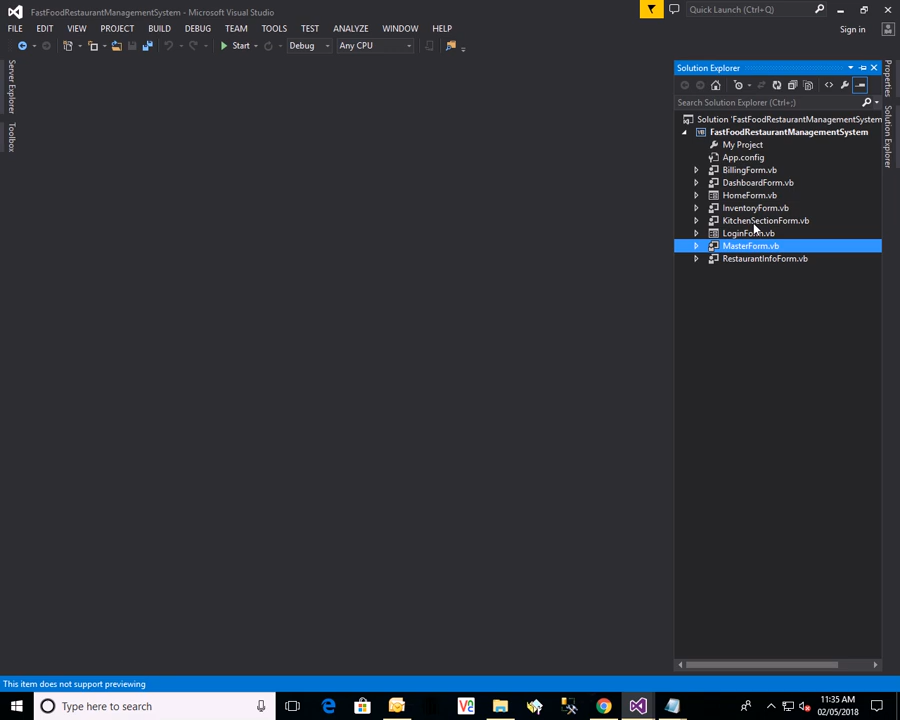 FastFoodRestaurantManagementSystem - Microsoft Visual Studio
Quick Launch (Ctrl+Q)
FILE EDIT VIEW PROJECT BUILD DEBUG TEAM TOOLS TEST ANALYZE WINDOW HELP
Sign in
Start Debug Any CPU
Server Explorer
Toolbox
Solution Explorer
Search Solution Explorer (Ctrl+;)
Solution 'FastFoodRestaurantManagementSystem
FastFoodRestaurantManagementSystem
My Project
App.config
BillingForm.vb
DashboardForm.vb
HomeForm.vb
InventoryForm.vb
KitchenSectionForm.vb
LoginForm.vb
MasterForm.vb
RestaurantInfoForm.vb
Properties
Solution Explorer
This item does not support previewing
Type here to search
11:35 AM
02/05/2018